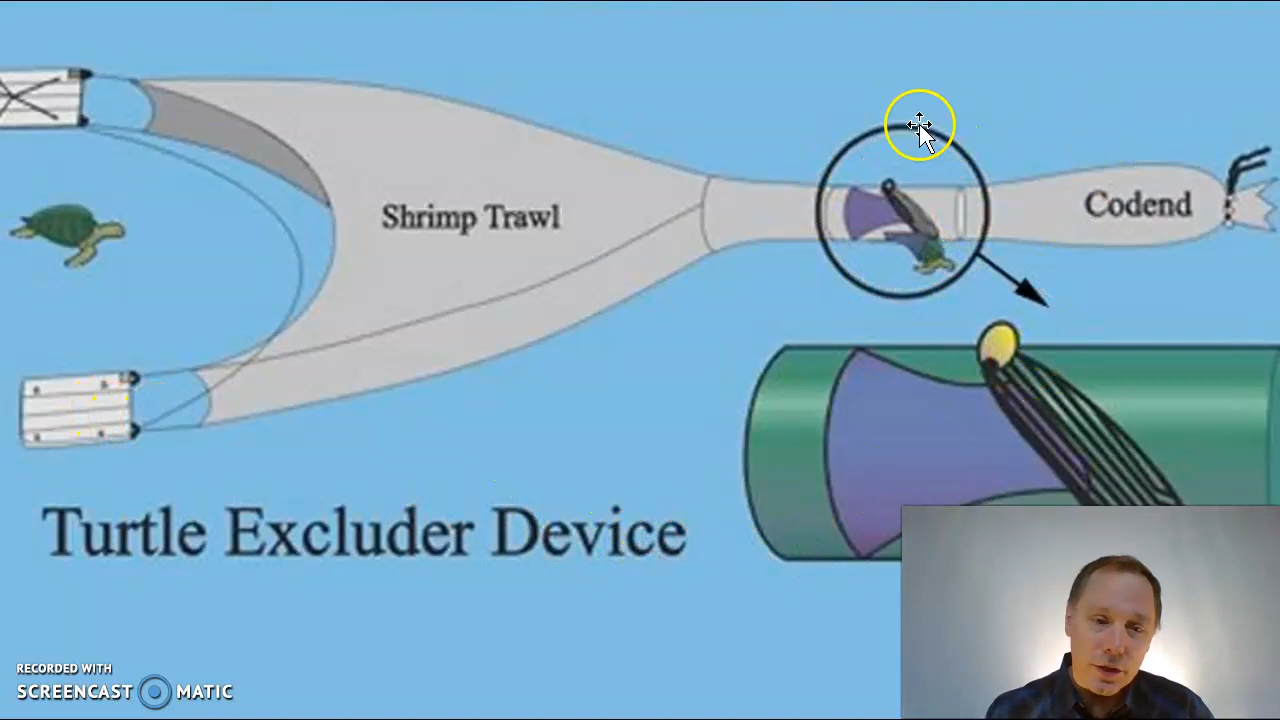 Shrimp Trawl
Codend
Turtle Excluder Device
RECORDED WITH
SCREENCAST MATIC